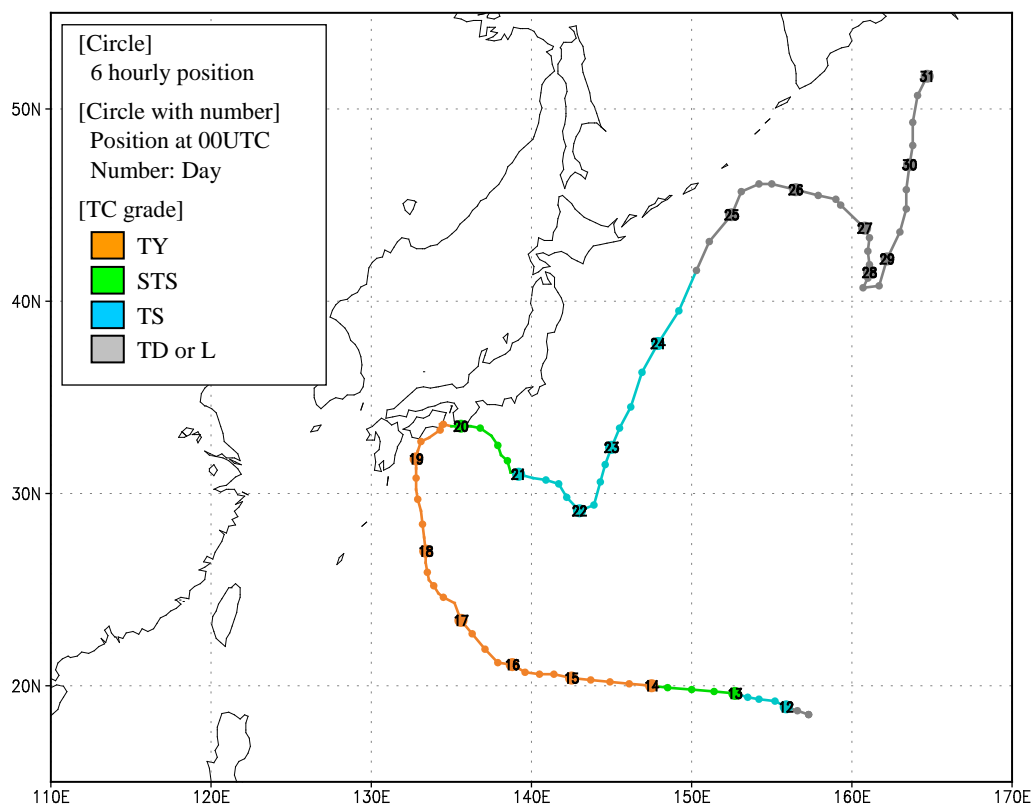 [Circle]
6 hourly position
[Circle with number]
Position at 00UTC
Number: Day
[TC grade]
TY
STS
TS
TD or L
50N
40N
30N
20N
110E 120E 130E 140E 150E 160E 170E
31
30
29
28
27
26
25
24
23
22
21
20
19
18
17
16
15
14
13
12